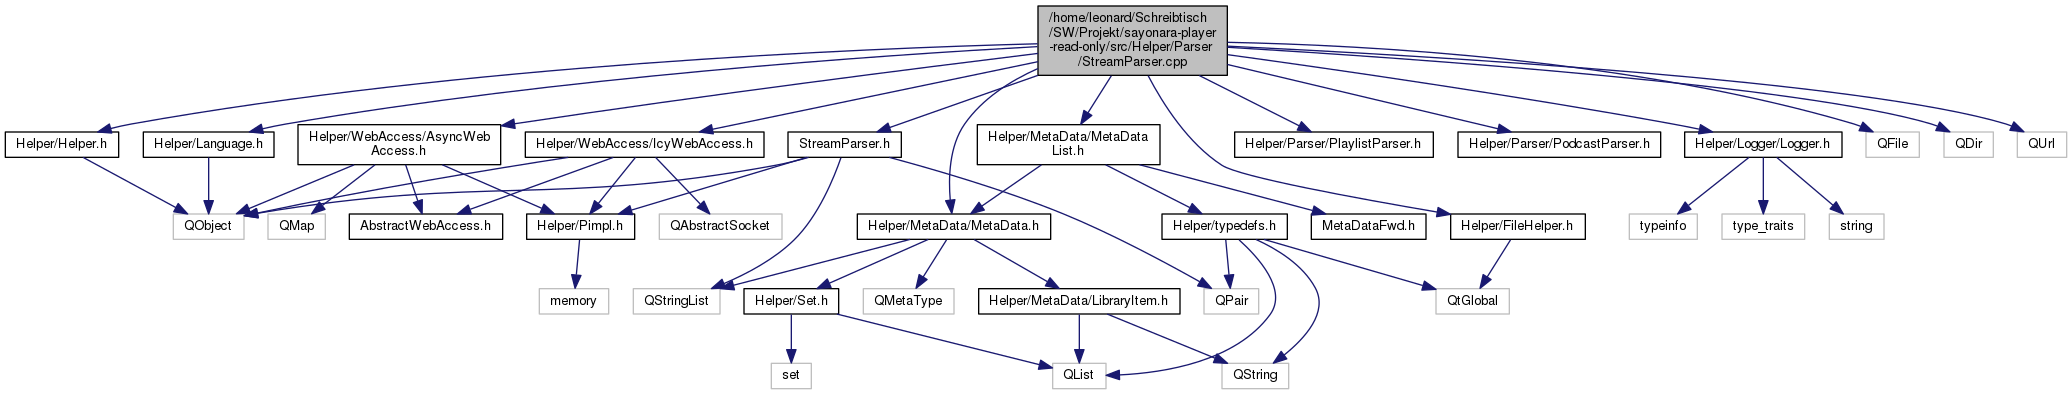 /home/leonard/Schreibtisch
/SW/Projekt/sayonara-player
-read-only/src/Helper/Parser
/StreamParser.cpp
Helper/Helper.h
Helper/Language.h
Helper/WebAccess/AsyncWeb
Access.h
Helper/WebAccess/IcyWebAccess.h
StreamParser.h
Helper/MetaData/MetaData
List.h
Helper/Parser/PlaylistParser.h
Helper/Parser/PodcastParser.h
Helper/Logger/Logger.h
QFile
QDir
QUrl
QObject
QMap
AbstractWebAccess.h
Helper/Pimpl.h
QAbstractSocket
Helper/MetaData/MetaData.h
Helper/typedefs.h
MetaDataFwd.h
Helper/FileHelper.h
typeinfo
type_traits
string
memory
QStringList
Helper/Set.h
QMetaType
Helper/MetaData/LibraryItem.h
QPair
QtGlobal
set
QList
QString